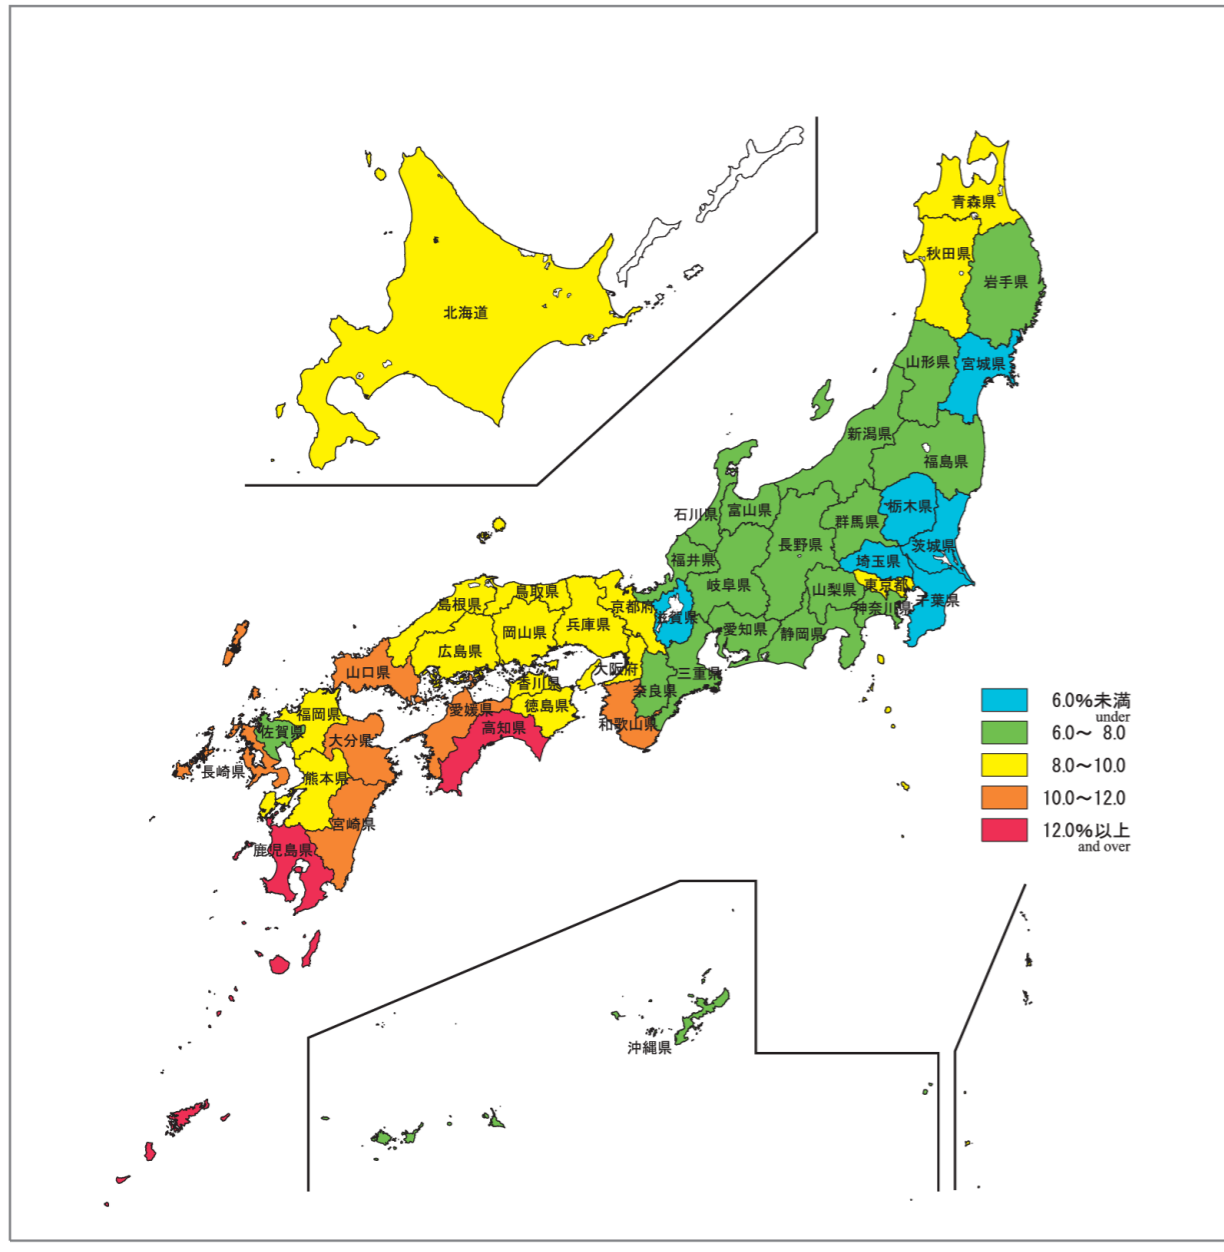 青森県
秋田県
岩手県
北海道
山形県
宮城県
新潟県
福島県
石川県
富山県
栃木県
群馬県
長野県
茨城県
福井県
埼玉県
岐阜県
山梨県
東京都
千葉県
神奈川県
島根県
鳥取県
京都府
滋賀県
兵庫県
岡山県
愛知県
静岡県
広島県
大阪府
三重県
山口県
香川県
奈良県
徳島県
愛媛県
和歌山県
高知県
福岡県
佐賀県
大分県
長崎県
熊本県
宮崎県
鹿児島県
沖縄県
6.0%未満
under
6.0～ 8.0
8.0～10.0
10.0～12.0
12.0%以上
and over